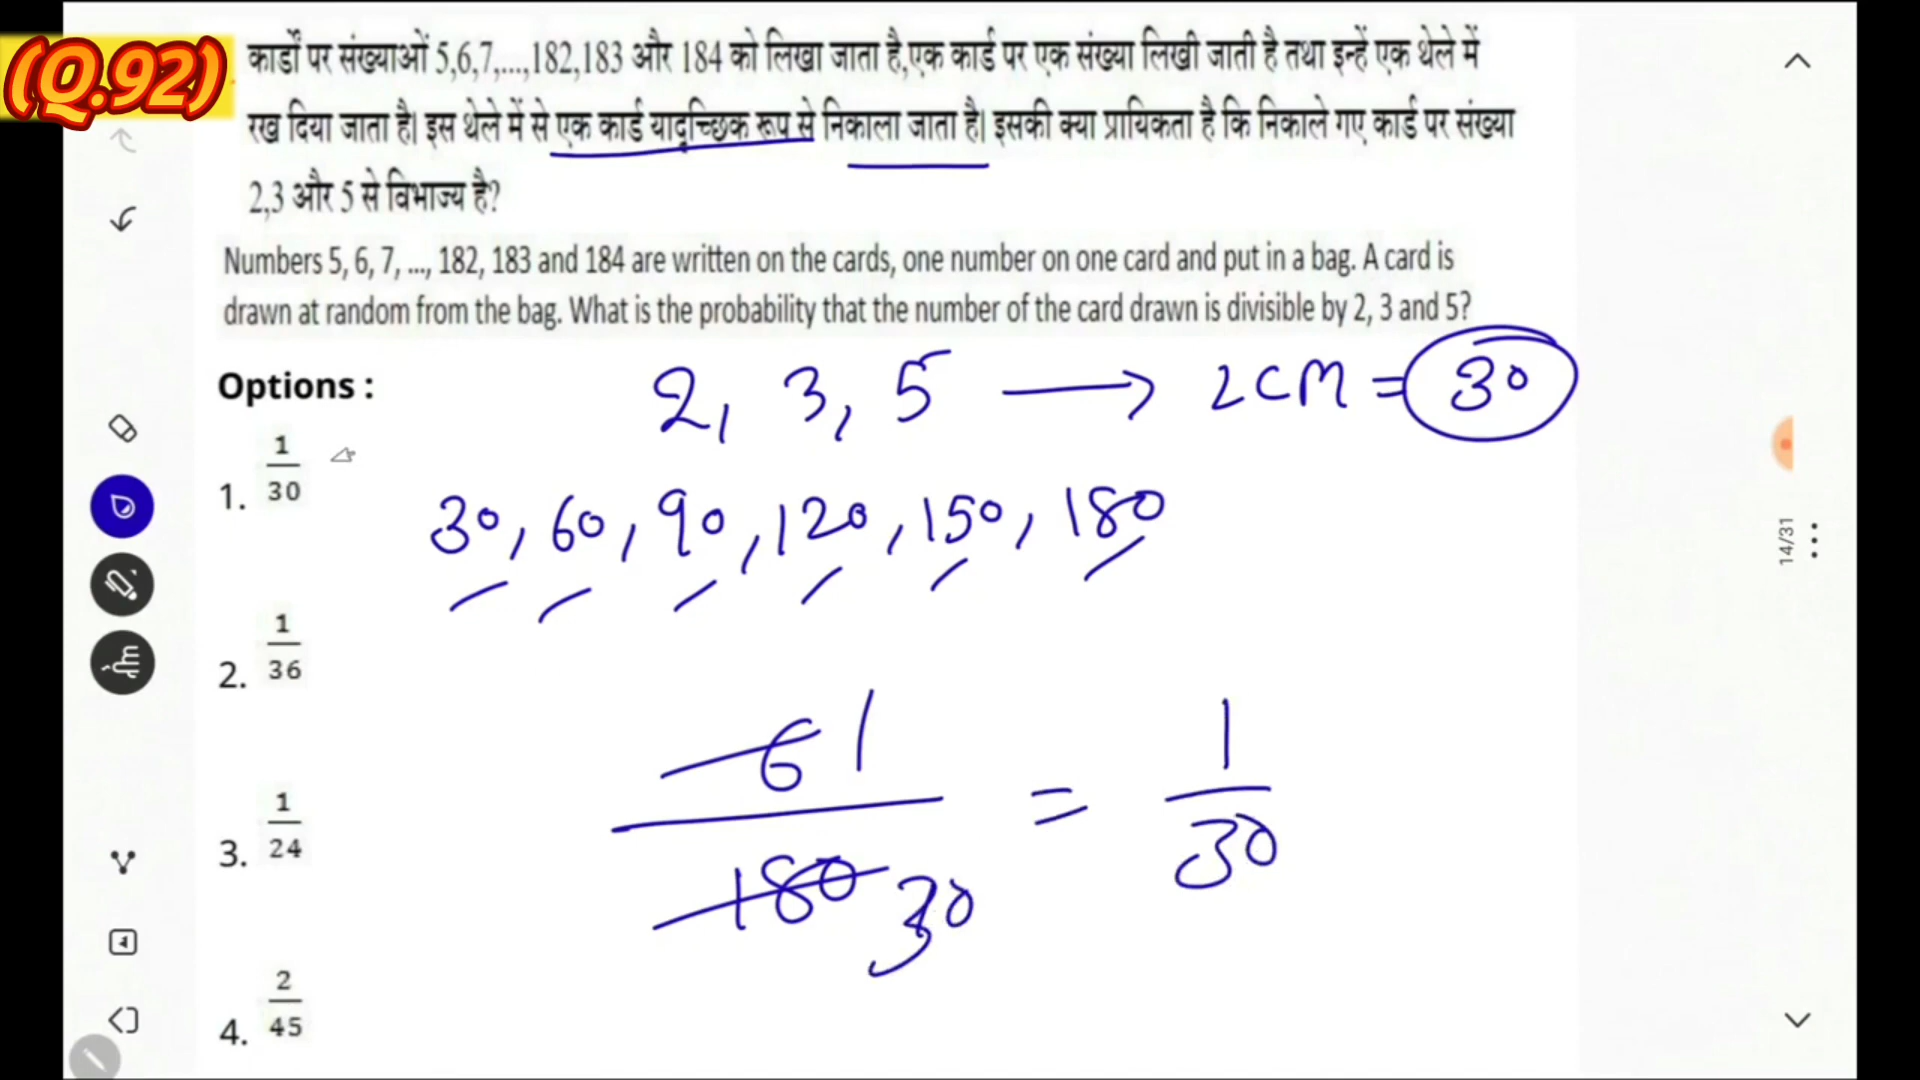 (Q.92)
कार्डों पर संख्याओं 5,6,7,...,182,183 और 184 को लिखा जाता है,एक कार्ड पर एक संख्या लिखी जाती है तथा इन्हें एक थेले में
रख दिया जाता है। इस थेले में से एक कार्ड यादृच्छिक रूप से निकाला जाता है। इसकी क्या प्रायिकता है कि निकाले गए कार्ड पर संख्या
2,3 और 5 से विभाज्य है?
Numbers 5, 6, 7, ..., 182, 183 and 184 are written on the cards, one number on one card and put in a bag. A card is
drawn at random from the bag. What is the probability that the number of the card drawn is divisible by 2, 3 and 5?
Options :
2, 3, 5 → LCM = 30
1. 1/30
30, 60, 90, 120, 150, 180
2. 1/36
6 1
180 30
= 1/30
3. 1/24
4. 2/45
14/31